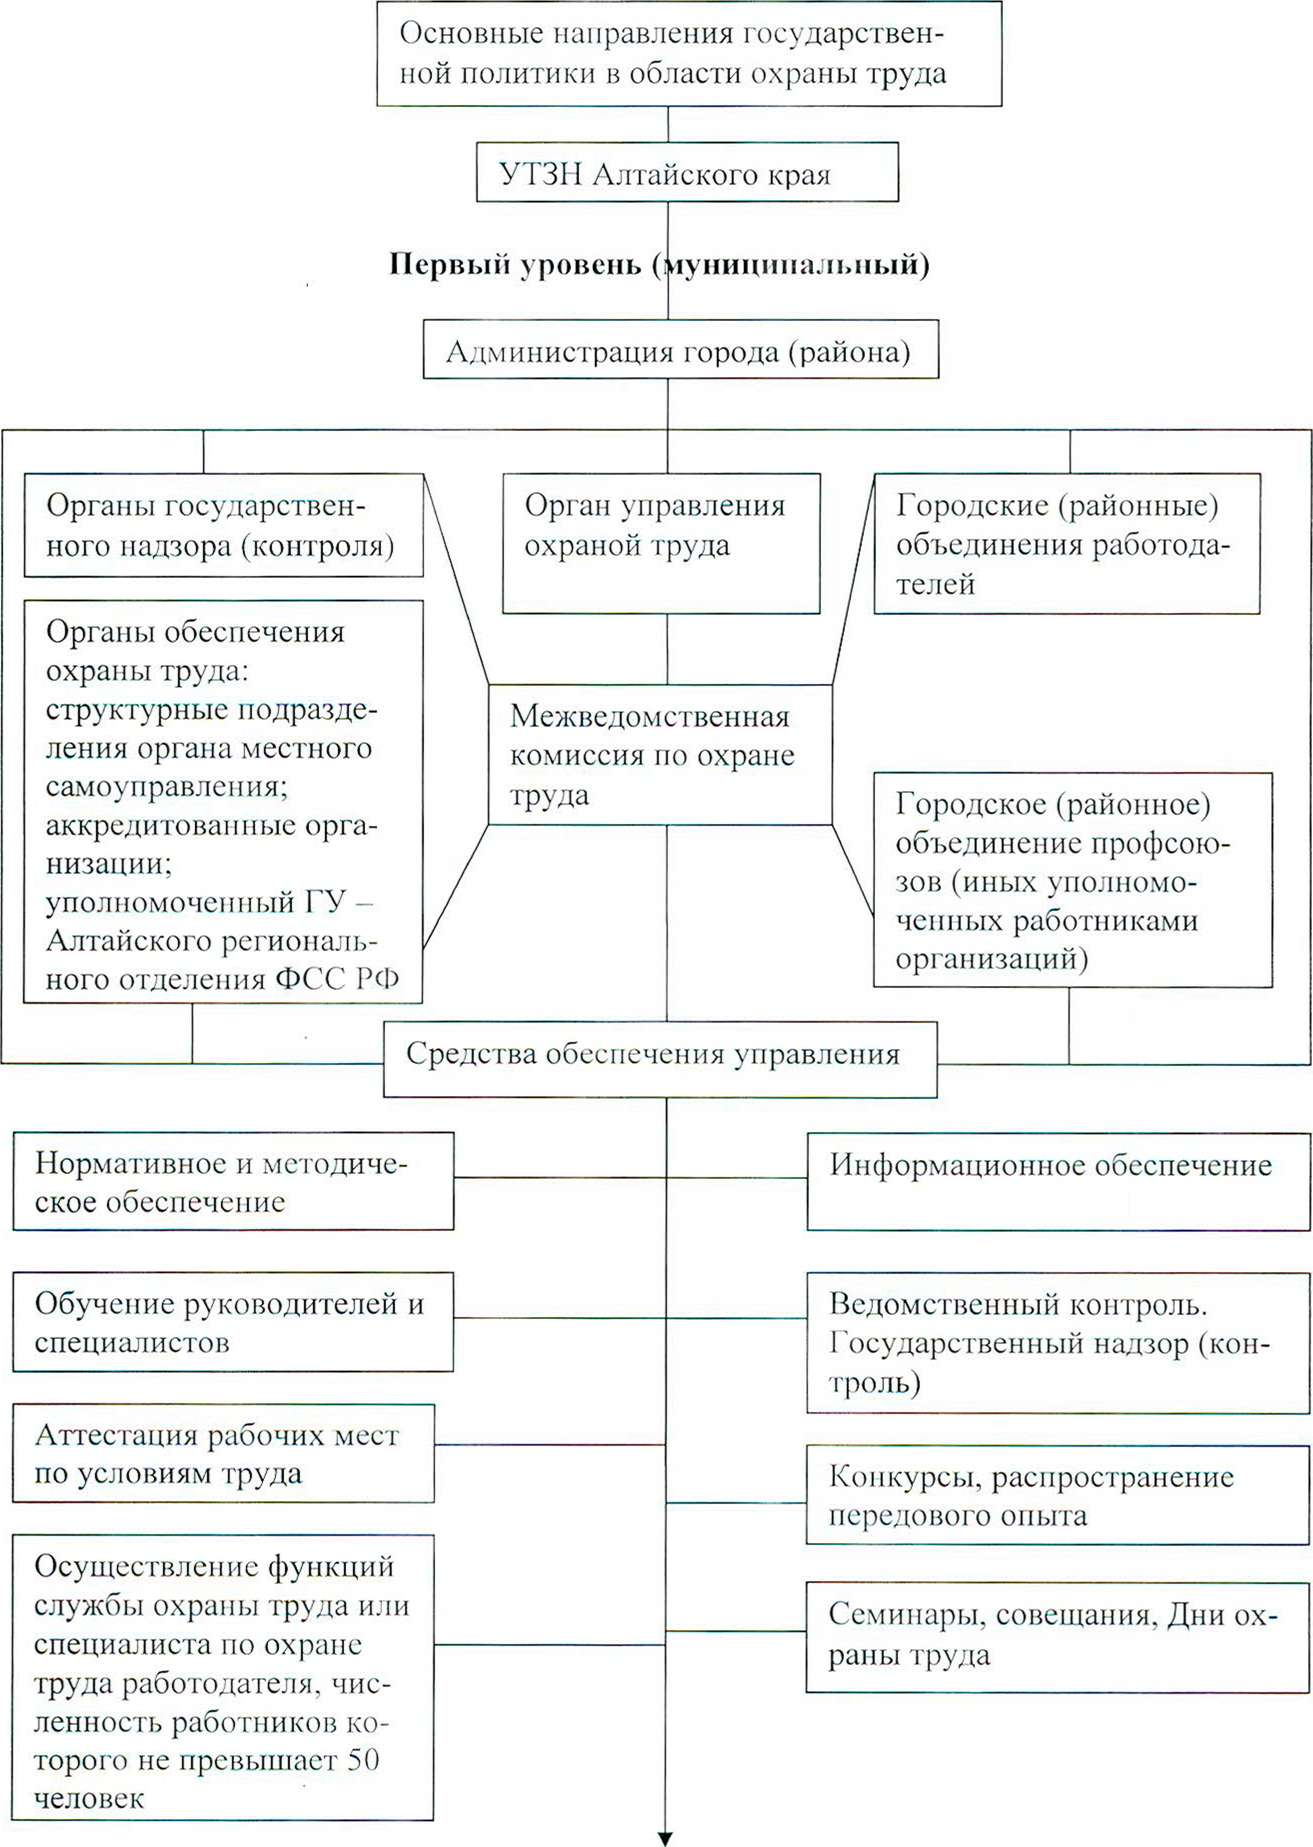 Основные направления государствен-
ной политики в области охраны труда
УТЗН Алтайского края
Первый уровень (муниципальный)
Администрация города (района)
Органы государствен-
ного надзора (контроля)
Орган управления
охраной труда
Городские (районные)
объединения работода-
телей
Органы обеспечения
охраны труда:
структурные подразде-
ления органа местного
самоуправления;
аккредитованные орга-
низации;
уполномоченный ГУ –
Алтайского региональ-
ного отделения ФСС РФ
Межведомственная
комиссия по охране
труда
Городское (районное)
объединение профсою-
зов (иных уполномо-
ченных работниками
организаций)
Средства обеспечения управления
Нормативное и методиче-
ское обеспечение
Информационное обеспечение
Обучение руководителей и
специалистов
Ведомственный контроль.
Государственный надзор (кон-
троль)
Аттестация рабочих мест
по условиям труда
Конкурсы, распространение
передового опыта
Осуществление функций
службы охраны труда или
специалиста по охране
труда работодателя, чис-
ленность работников ко-
торого не превышает 50
человек
Семинары, совещания, Дни ох-
раны труда